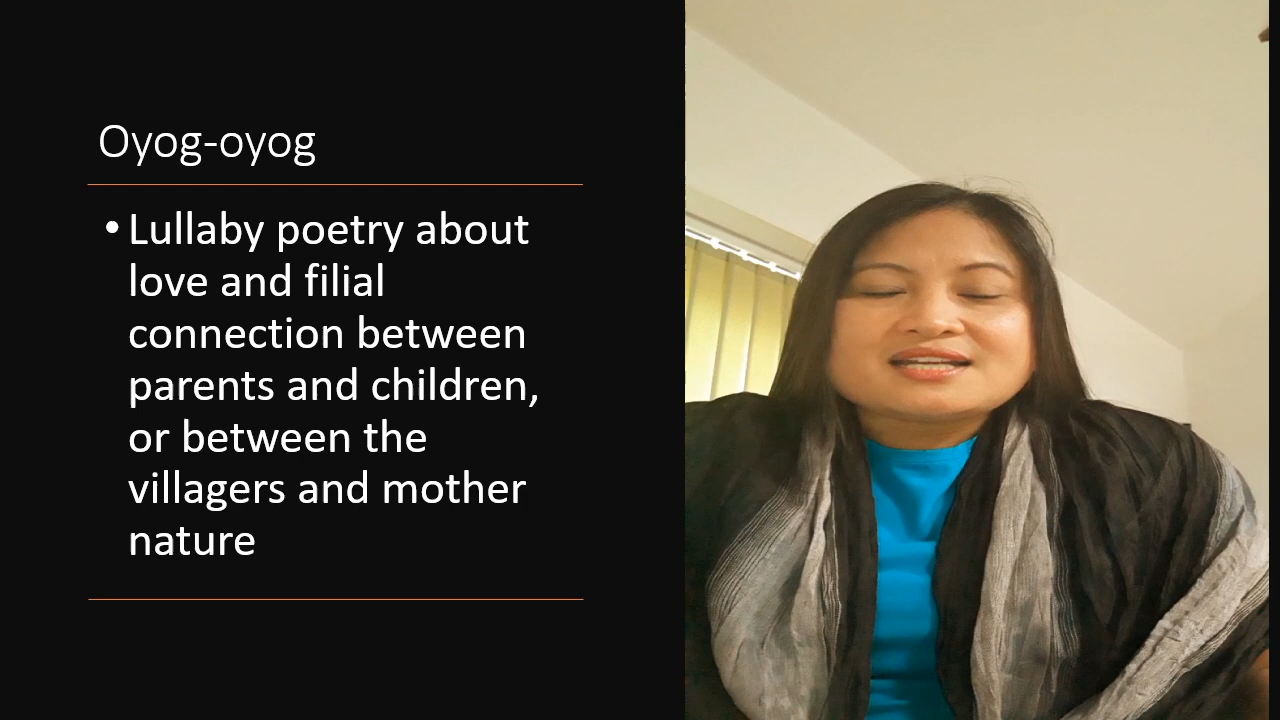 Oyog-oyog
• Lullaby poetry about
love and filial
connection between
parents and children,
or between the
villagers and mother
nature